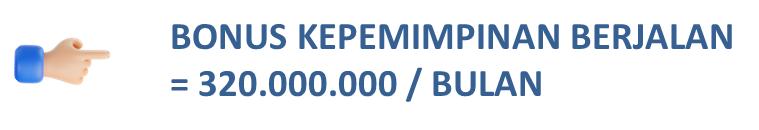 BONUS KEPEMIMPINAN BERJALAN
= 320.000.000 / BULAN